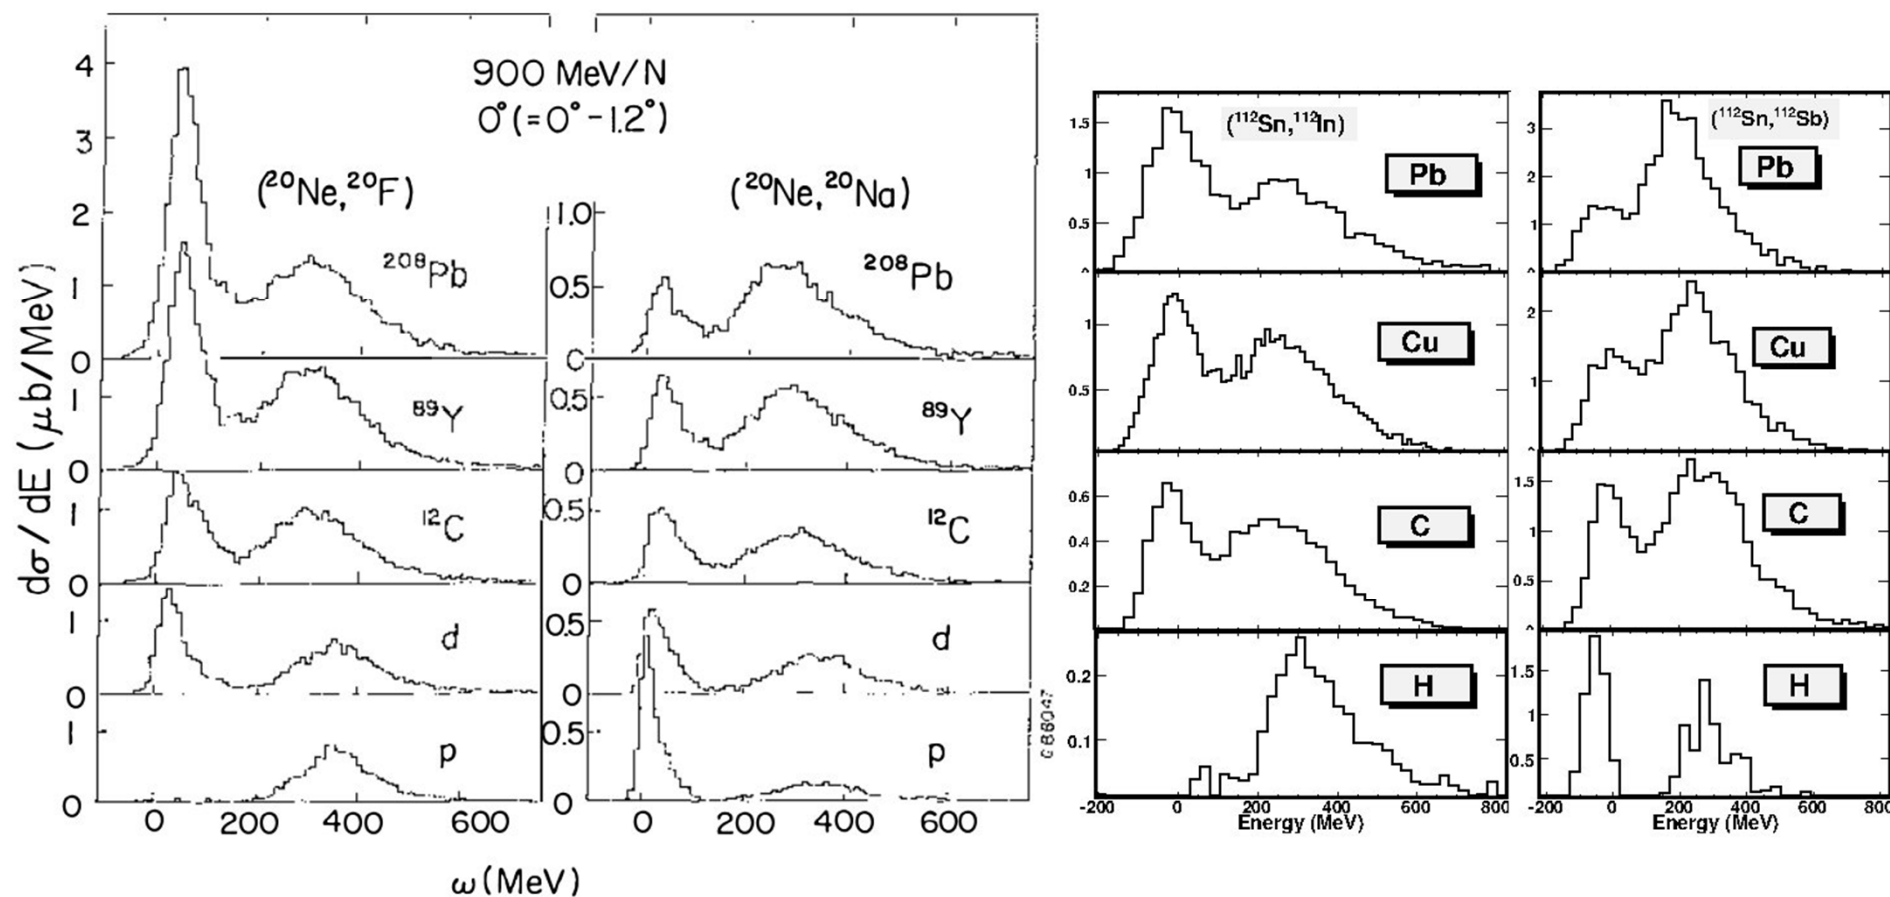 900 MeV/N
0°(=0°-1.2°)
(²⁰Ne,²⁰F)
(²⁰Ne,²⁰Na)
4
3
2
1
0
²⁰⁸Pb
1.0
0.5
0
²⁰⁸Pb
1
0
⁸⁹Y
0.5
0
⁸⁹Y
1
0
¹²C
0.5
0
¹²C
1
0
d
0.5
0
d
1
0
p
0.5
0
p
0 200 400 600
0 200 400 600
dσ/dE (μb/MeV)
ω(MeV)
(¹¹²Sn,¹¹²In)
Pb
1.5
1
0.5
Cu
1
0.5
C
0.6
0.4
0.2
H
0.2
0.1
-200 0 200 400 600 800
Energy (MeV)
(¹¹²Sn,¹¹²Sb)
Pb
3
2
1
Cu
2
1
C
1.5
1
0.5
H
1.5
1
0.5
-200 0 200 400 600 800
Energy (MeV)